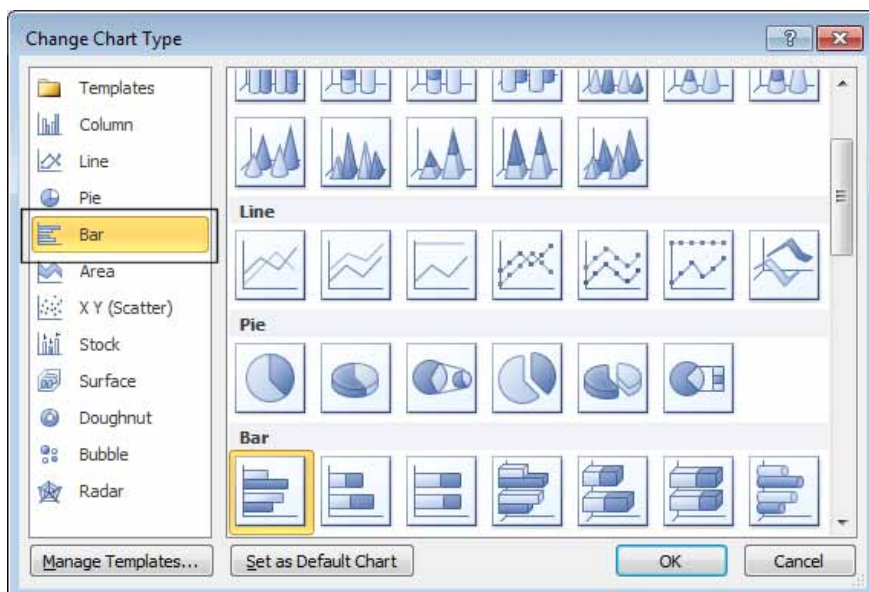 Change Chart Type
Templates
Column
Line
Pie
Bar
Area
X Y (Scatter)
Stock
Surface
Doughnut
Bubble
Radar
Line
Pie
Bar
Manage Templates...
Set as Default Chart
OK
Cancel